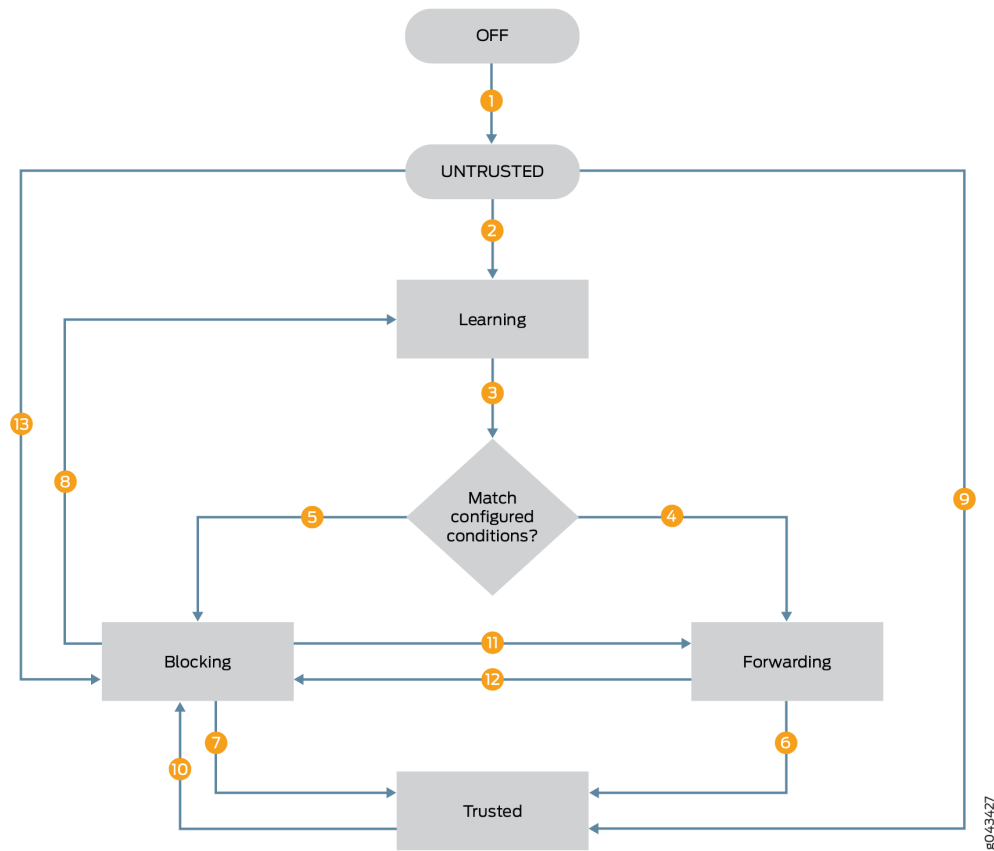 OFF
1
UNTRUSTED
2
Learning
3
13
8
Match
configured
conditions?
9
5
4
11
Blocking
Forwarding
12
7
6
10
Trusted
g043427